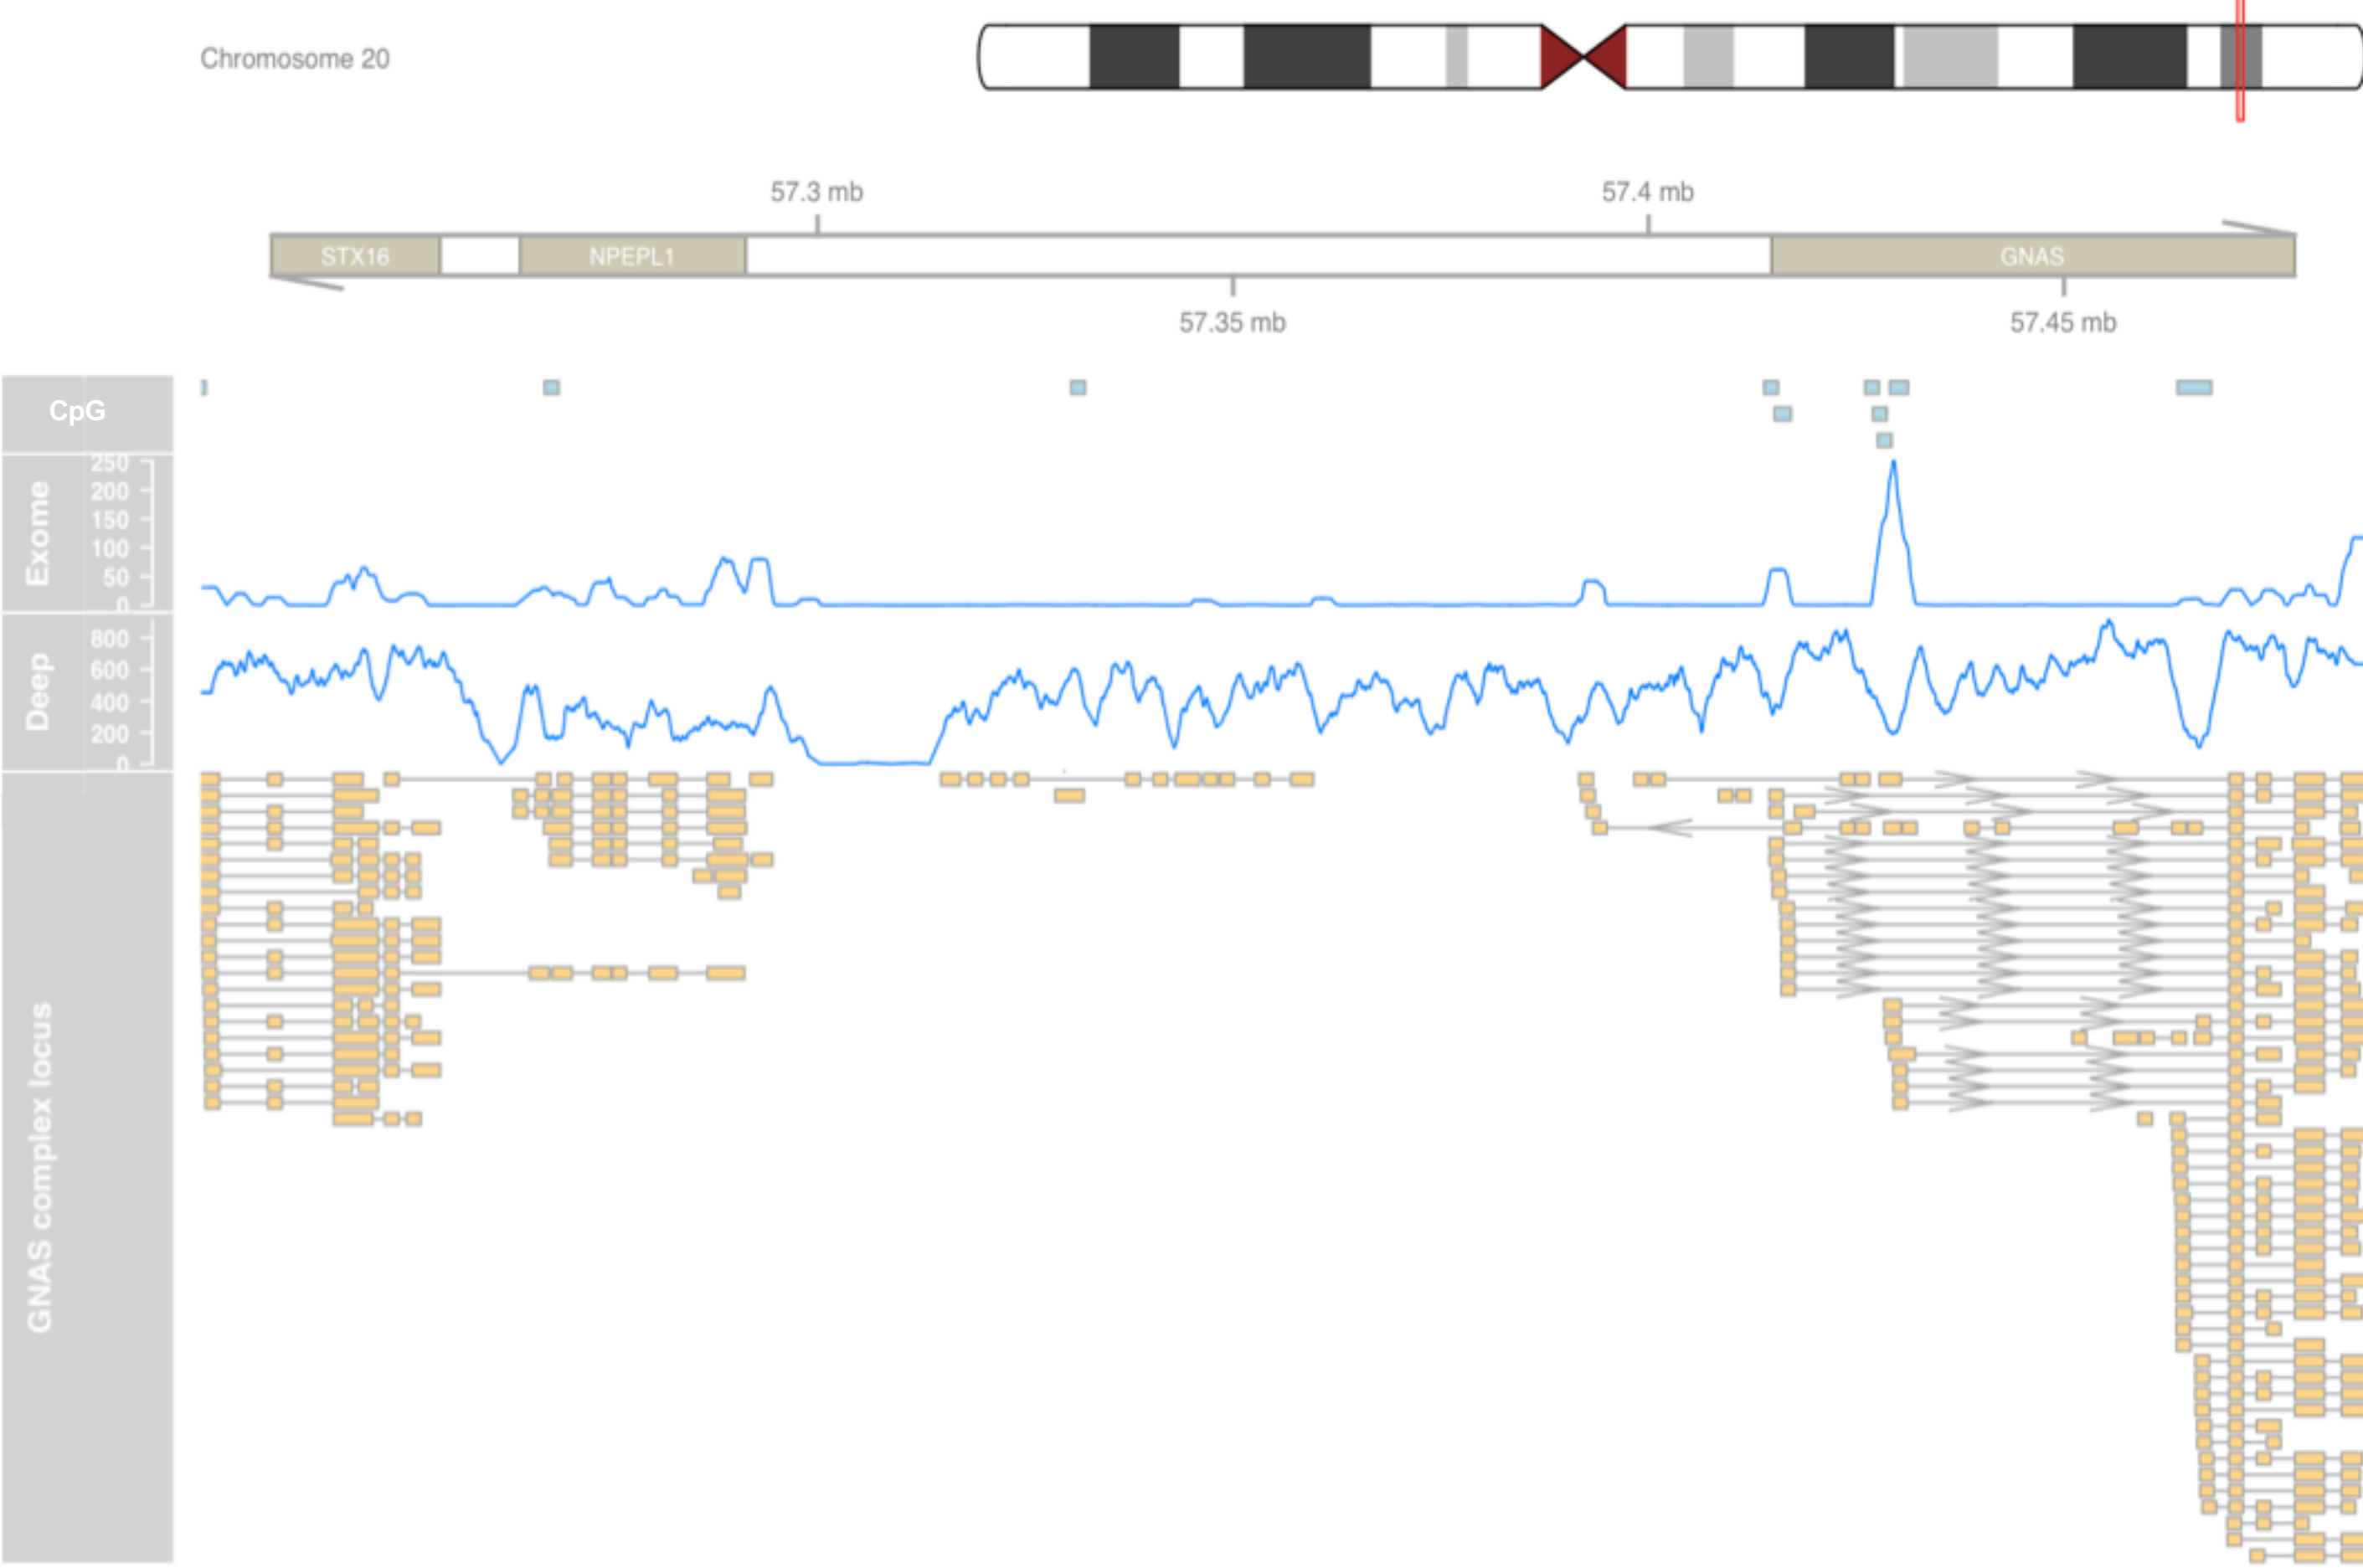 Chromosome 20
57.3 mb
57.4 mb
STX16
NPEPL1
GNAS
57.35 mb
57.45 mb
CpG
Exome
250
200
150
100
50
0
Deep
800
600
400
200
0
GNAS complex locus